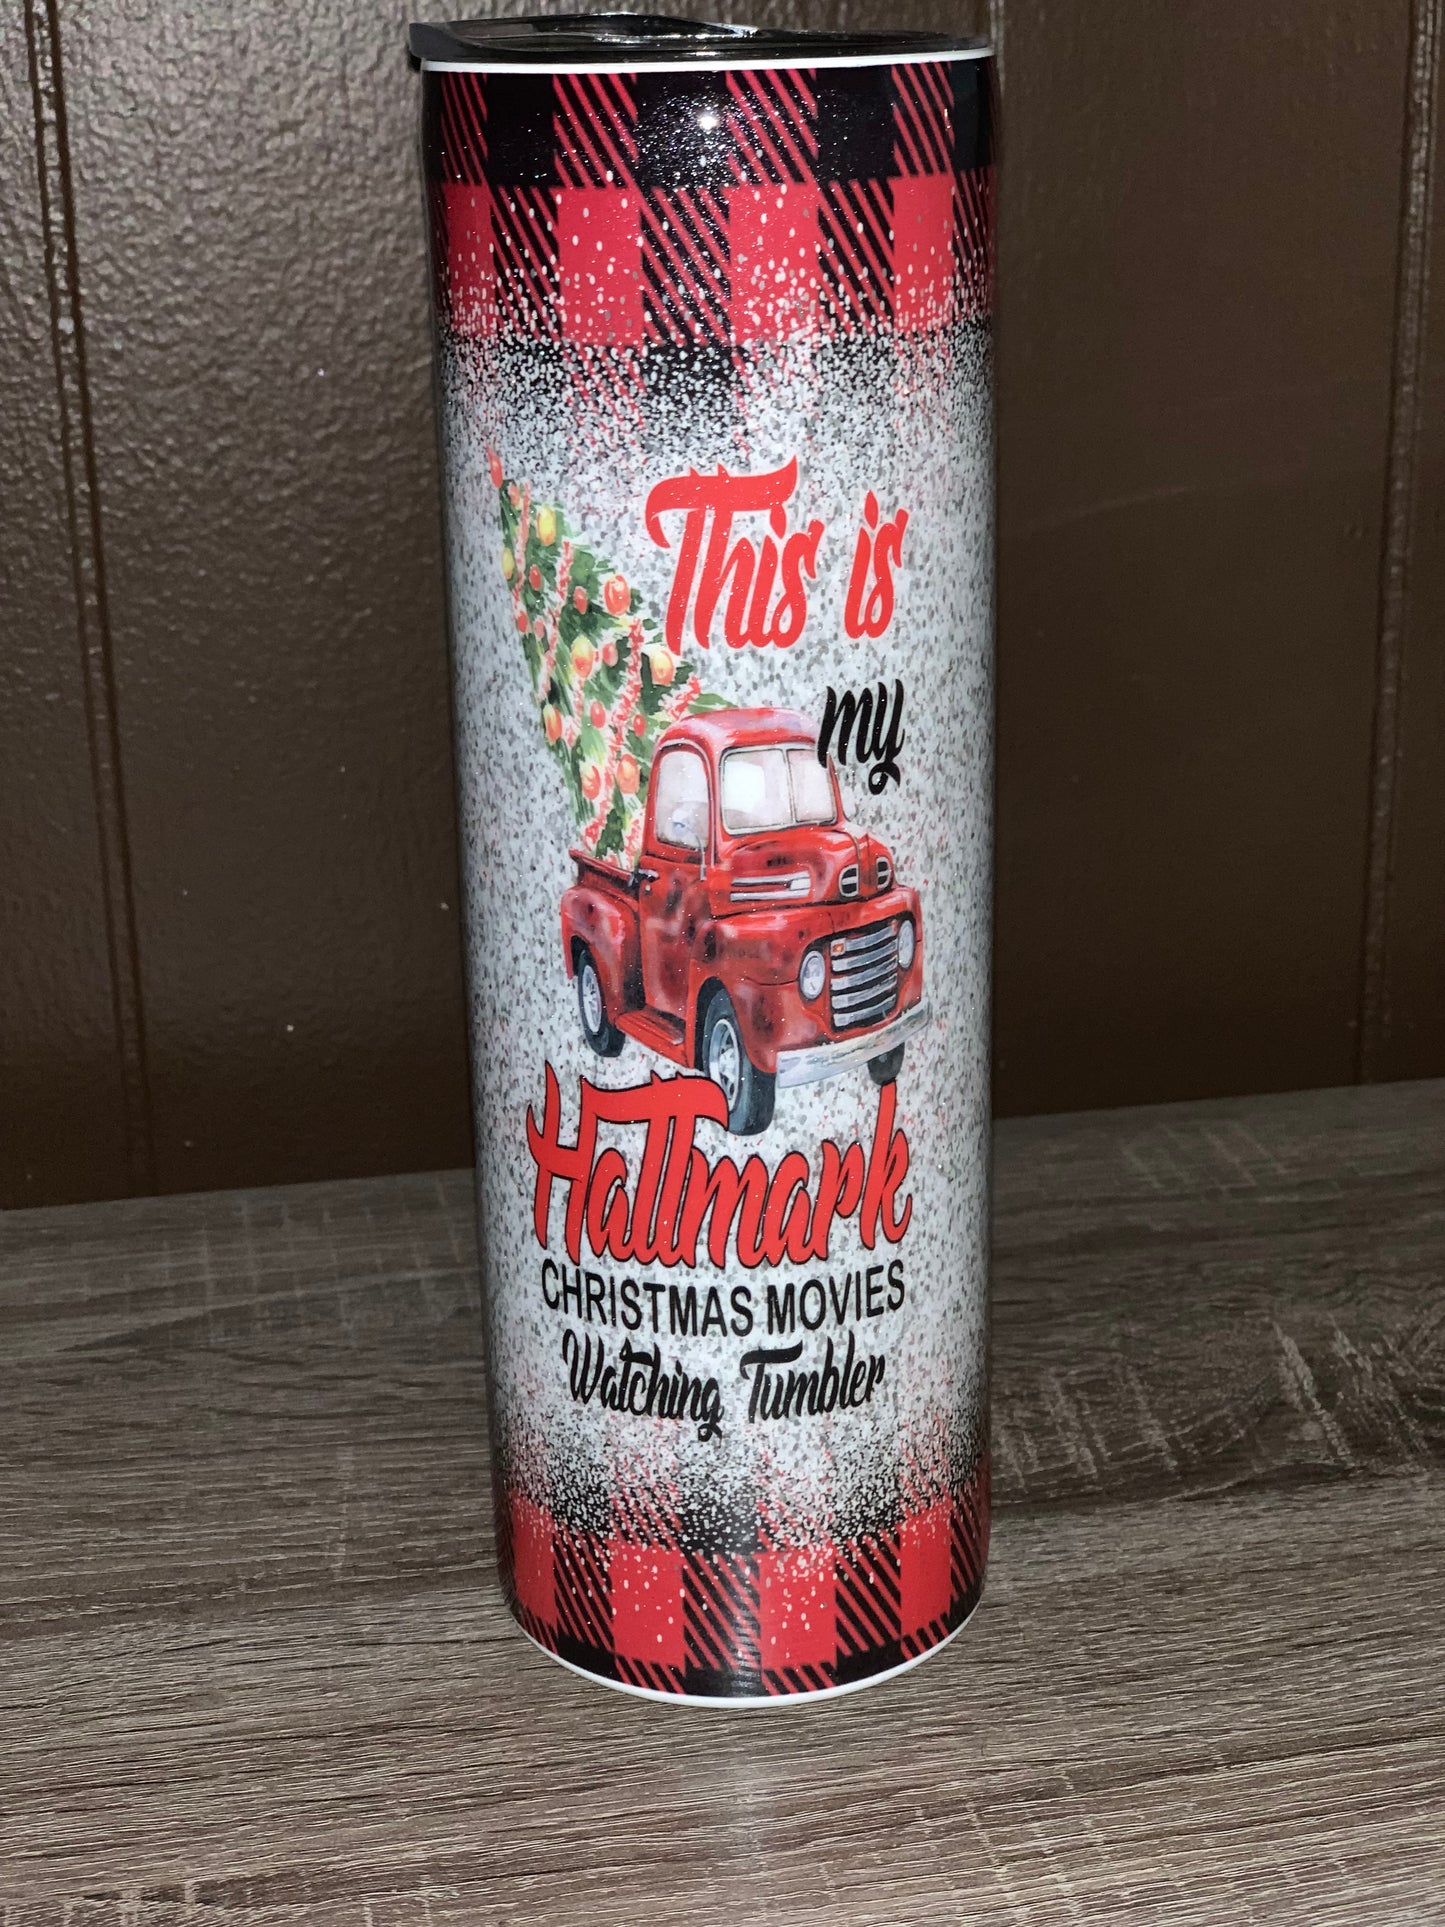 This is
my
Hallmark
CHRISTMAS MOVIES
Watching Tumbler